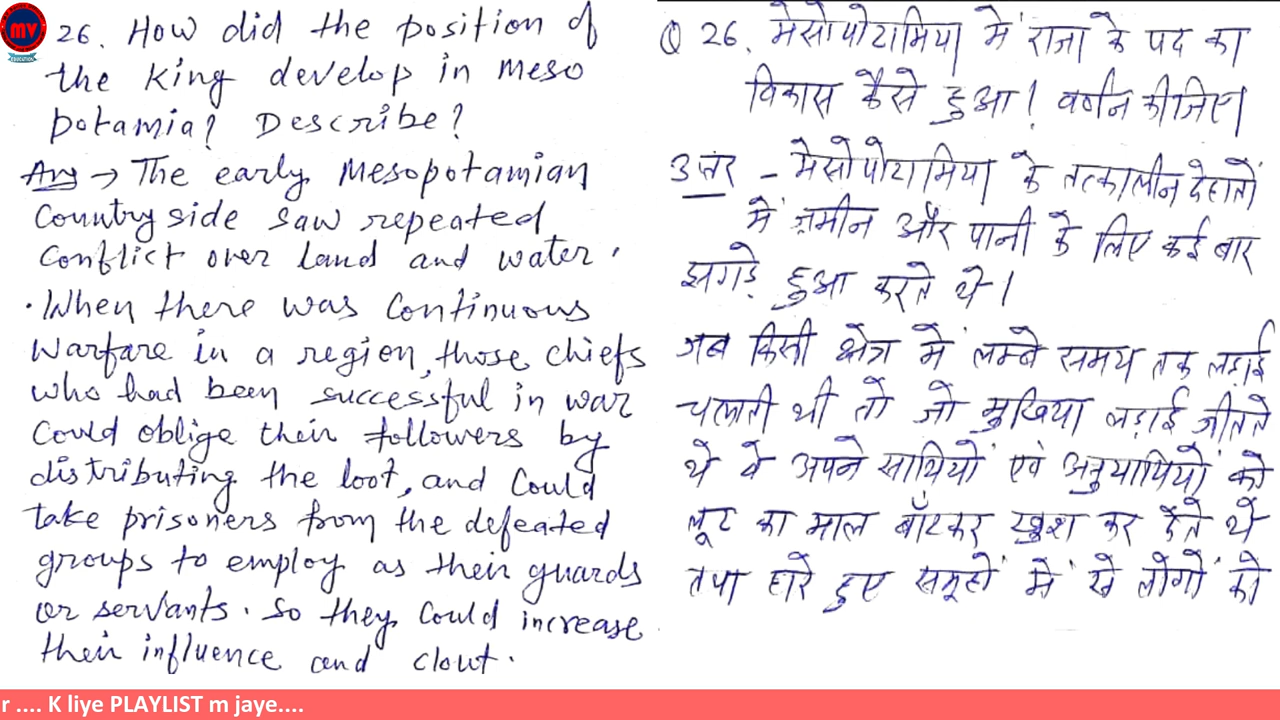 mv
EDUCATION
26. How did the position of
the King develop in Meso
potamia? Describe?
Ans → The early Mesopotamian
Country side saw repeated
Conflict over land and water.
· When there was continuous
Warfare in a region, those chiefs
who had been successful in war
Could oblige their followers by
distributing the loot, and Could
take prisoners from the defeated
groups to employ as their guards
or servants. So they Could increase
their influence and clout.
Q 26. मेसोपोटामिया में राजा के पद का
विकास कैसे हुआ? वर्णन कीजिए।
उत्तर - मेसोपोटामिया के तत्कालीन देहातों
में ज़मीन और पानी के लिए कई बार
झगड़े हुआ करते थे।
जब किसी क्षेत्र में लम्बे समय तक लड़ाई
चलती थी तो जो मुखिया लड़ाई जीतते
थे वे अपने साथियों एवं अनुयायियों को
लूट का माल बाँटकर खुश कर देते थे
तथा हारे हुए समूहों में से लोगों को
r .... K liye PLAYLIST m jaye....